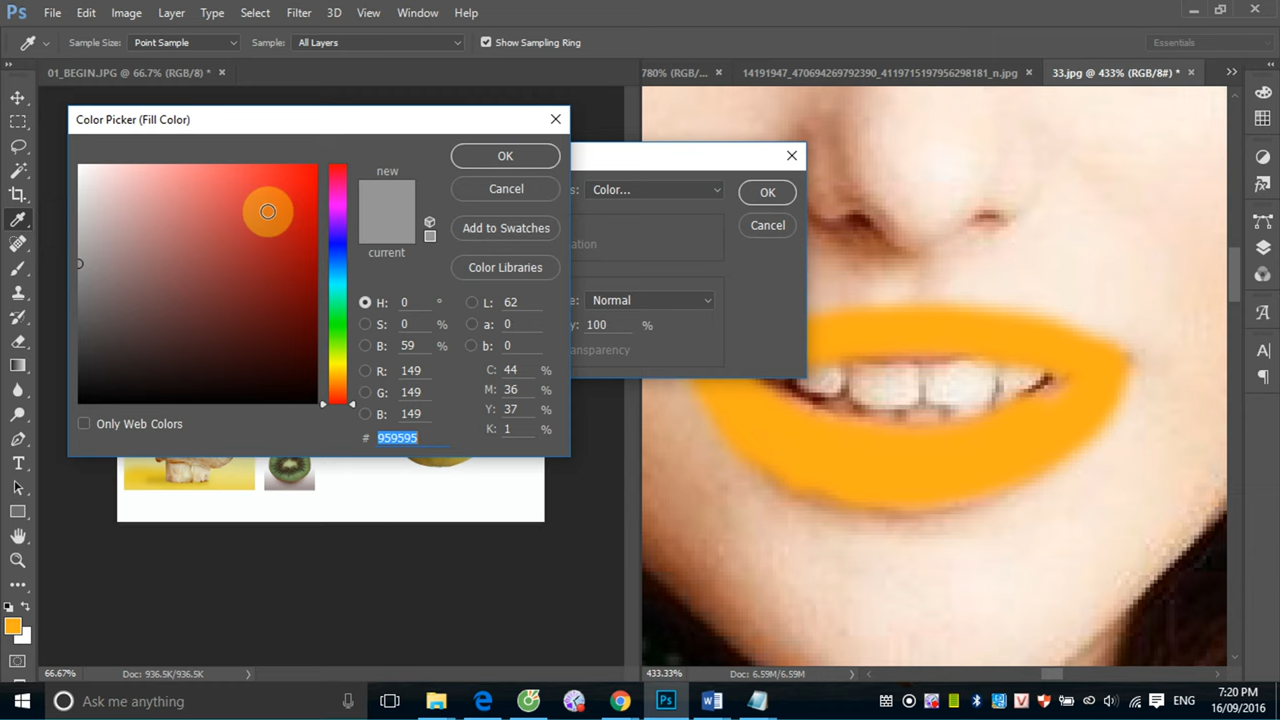 Ps File Edit Image Layer Type Select Filter 3D View Window Help
Sample Size: Point Sample Sample: All Layers Show Sampling Ring Essentials
01_BEGIN.JPG @ 66.7% (RGB/8) * ×
780% (RGB/... × 14191947_470694269792390_4119715197956298181_n.jpg × 33.jpg @ 433% (RGB/8#) * ×
Color Picker (Fill Color)
new
current
OK
Cancel
Add to Swatches
Color Libraries
H: 0 °
S: 0 %
B: 59 %
R: 149
G: 149
B: 149
# 959595
L: 62
a: 0
b: 0
C: 44 %
M: 36 %
Y: 37 %
K: 1 %
Only Web Colors
s: Color...
OK
Cancel
ation
e: Normal
y: 100 %
ansparency
66.67% Doc: 936.5K/936.5K
433.33% Doc: 6.59M/6.59M
Ask me anything
ENG
7:20 PM
16/09/2016